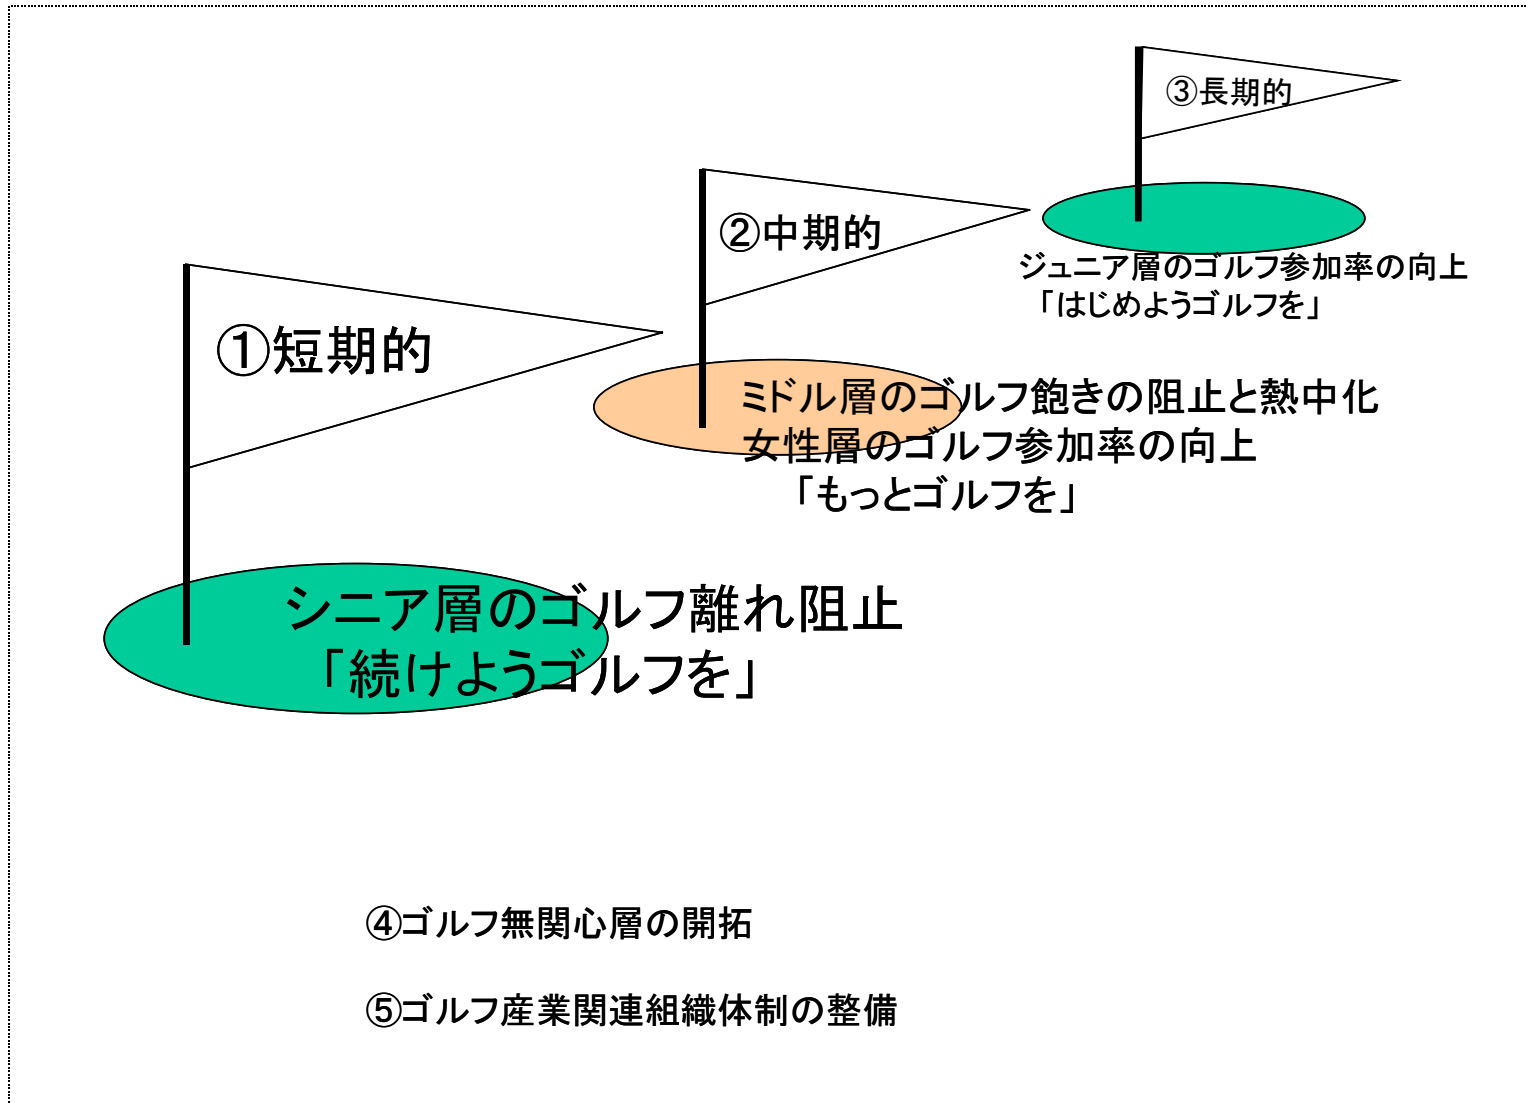 ①短期的
シニア層のゴルフ離れ阻止
「続けようゴルフを」
②中期的
ミドル層のゴルフ飽きの阻止と熱中化
女性層のゴルフ参加率の向上
「もっとゴルフを」
③長期的
ジュニア層のゴルフ参加率の向上
「はじめようゴルフを」
④ゴルフ無関心層の開拓
⑤ゴルフ産業関連組織体制の整備